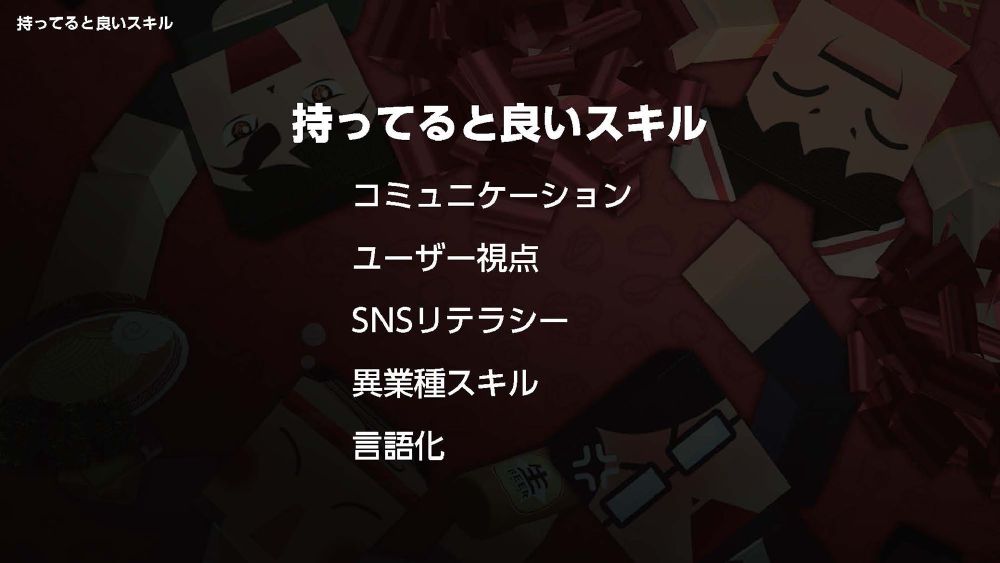 持ってると良いスキル
持ってると良いスキル
コミュニケーション
ユーザー視点
SNSリテラシー
異業種スキル
言語化
生
BEER